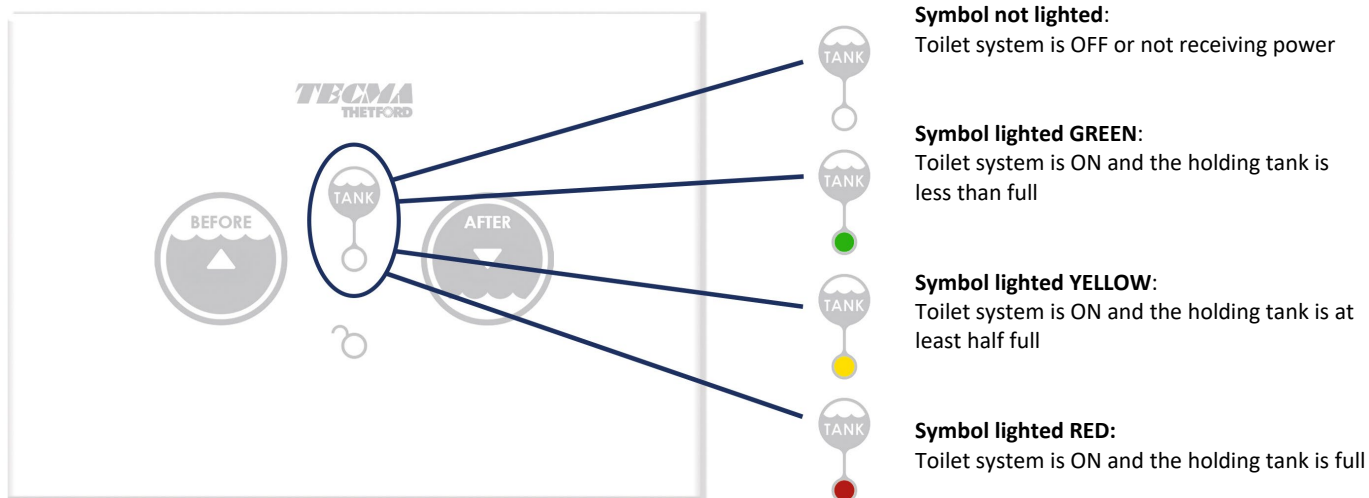 TECMA
THETFORD
TANK
BEFORE
AFTER
TANK
Symbol not lighted:
Toilet system is OFF or not receiving power
TANK
Symbol lighted GREEN:
Toilet system is ON and the holding tank is
less than full
TANK
Symbol lighted YELLOW:
Toilet system is ON and the holding tank is at
least half full
TANK
Symbol lighted RED:
Toilet system is ON and the holding tank is full